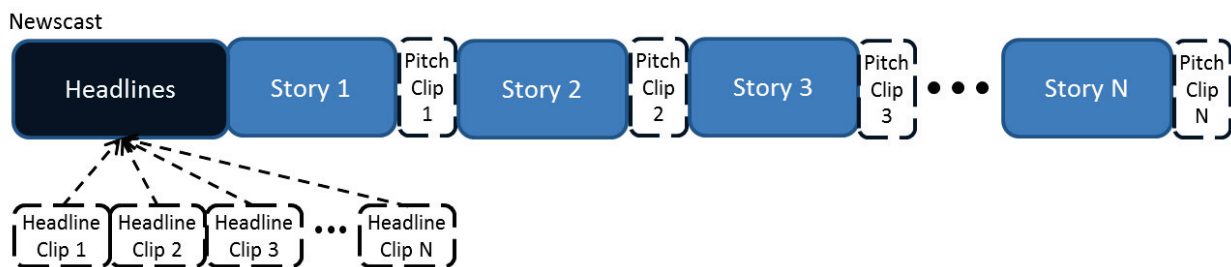 Newscast
Headlines
Story 1
Pitch
Clip
1
Story 2
Pitch
Clip
2
Story 3
Pitch
Clip
3
Story N
Pitch
Clip
N
Headline
Clip 1
Headline
Clip 2
Headline
Clip 3
Headline
Clip N